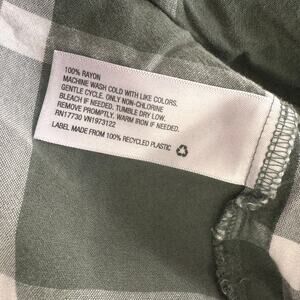 100% RAYON
MACHINE WASH COLD WITH LIKE COLORS.
GENTLE CYCLE. ONLY NON-CHLORINE
BLEACH IF NEEDED. TUMBLE DRY LOW.
REMOVE PROMPTLY. WARM IRON IF NEEDED.
RN17730 VN1973122
LABEL MADE FROM 100% RECYCLED PLASTIC